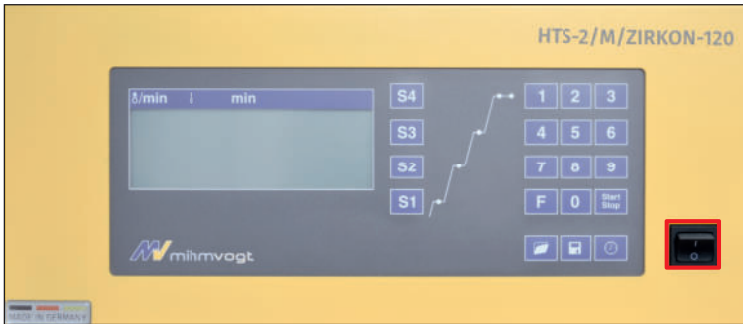 HTS-2/M/ZIRKON-120
°/min min
S4
S3
S2
S1
1 2 3
4 5 6
7 8 9
F 0 Start Stop
mihmvogt
MADE IN GERMANY